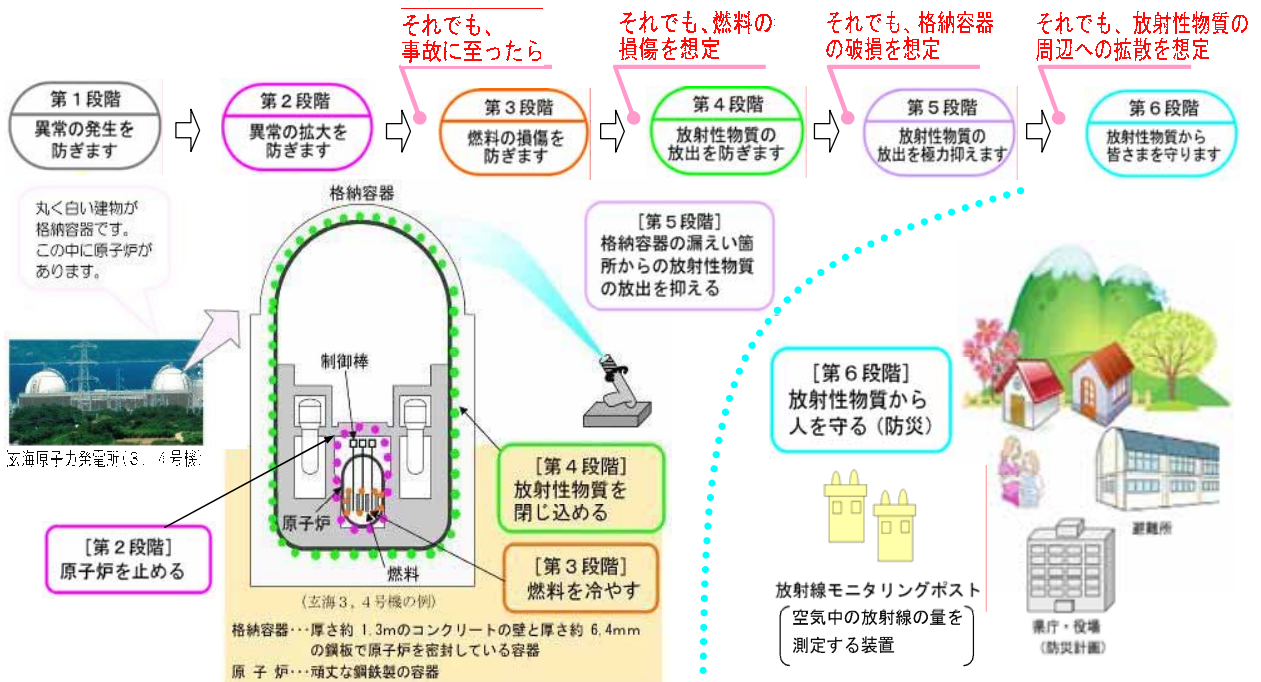 それでも、
事故に至ったら
それでも、燃料の
損傷を想定
それでも、格納容器
の破損を想定
それでも、放射性物質の
周辺への拡散を想定
第1段階
異常の発生を
防ぎます
第2段階
異常の拡大を
防ぎます
第3段階
燃料の損傷を
防ぎます
第4段階
放射性物質の
放出を防ぎます
第5段階
放射性物質の
放出を極力抑えます
第6段階
放射性物質から
皆さまを守ります
丸く白い建物が
格納容器です。
この中に原子炉が
あります。
玄海原子力発電所(3、4号機)
格納容器
制御棒
原子炉
燃料
[第5段階]
格納容器の漏えい箇
所からの放射性物質
の放出を抑える
[第4段階]
放射性物質を
閉じ込める
[第3段階]
燃料を冷やす
[第2段階]
原子炉を止める
(玄海3,4号機の例)
格納容器･･･厚さ約 1.3mのコンクリートの壁と厚さ約 6.4mm
の鋼板で原子炉を密封している容器
原 子 炉･･･頑丈な鋼鉄製の容器
[第6段階]
放射性物質から
人を守る(防災)
放射線モニタリングポスト
空気中の放射線の量を
測定する装置
避難所
県庁・役場
(防災計画)